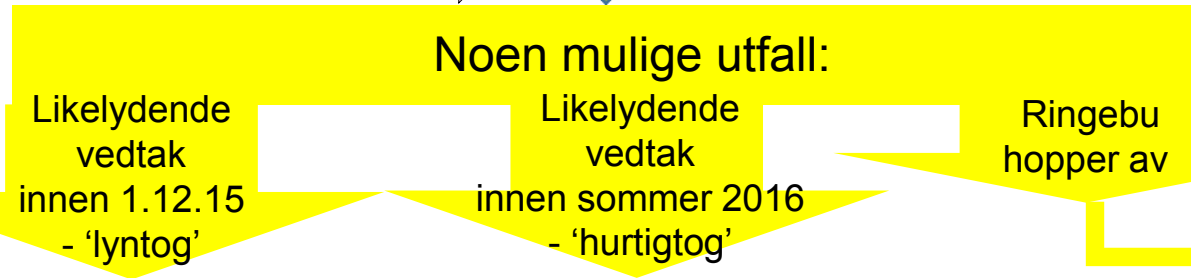 Noen mulige utfall:
Likelydende
vedtak
innen 1.12.15
- ‘lyntog’
Likelydende
vedtak
innen sommer 2016
- ‘hurtigtog’
Ringebu
hopper av